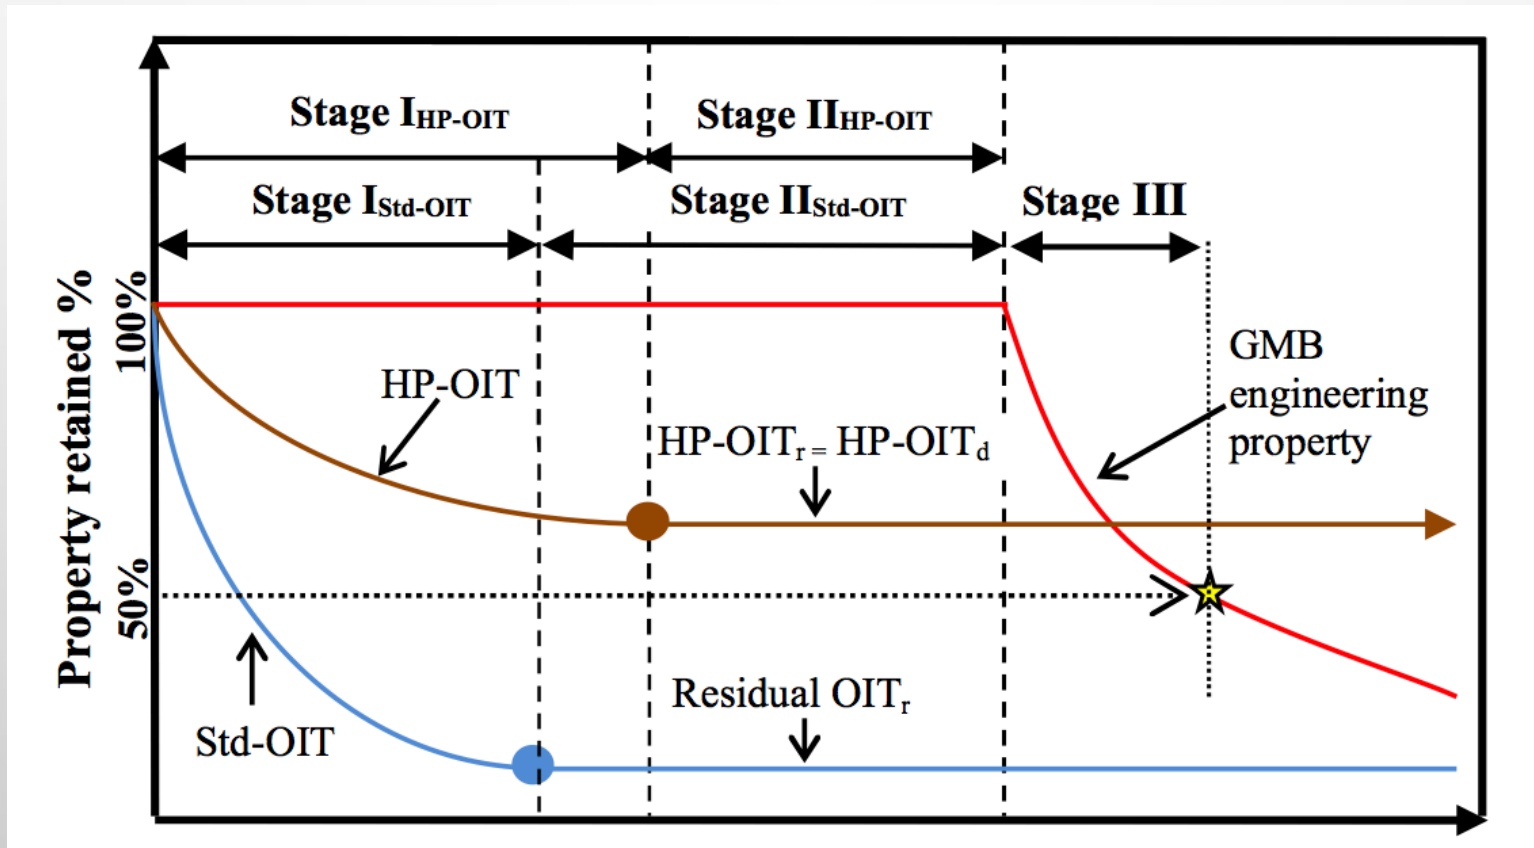 Stage IHP-OIT
Stage IIHP-OIT
Stage IStd-OIT
Stage IIStd-OIT
Stage III
Property retained %
100%
50%
HP-OIT
GMB
engineering
property
HP-OITr = HP-OITd
Residual OITr
Std-OIT